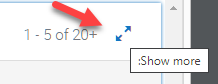 1 - 5 of 20+
:Show more